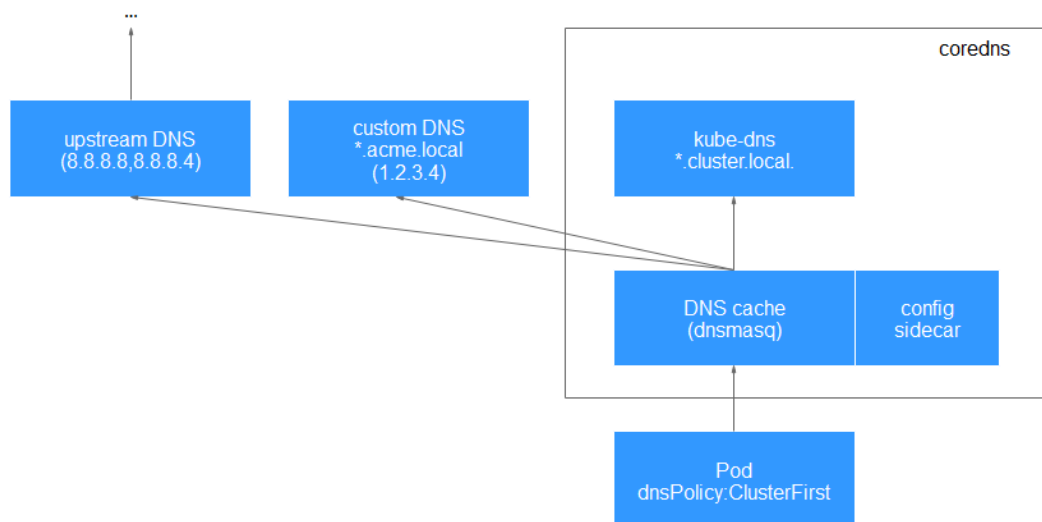 ...
coredns
upstream DNS
(8.8.8.8,8.8.8.4)
custom DNS
*.acme.local
(1.2.3.4)
kube-dns
*.cluster.local.
DNS cache
(dnsmasq)
config
sidecar
Pod
dnsPolicy:ClusterFirst